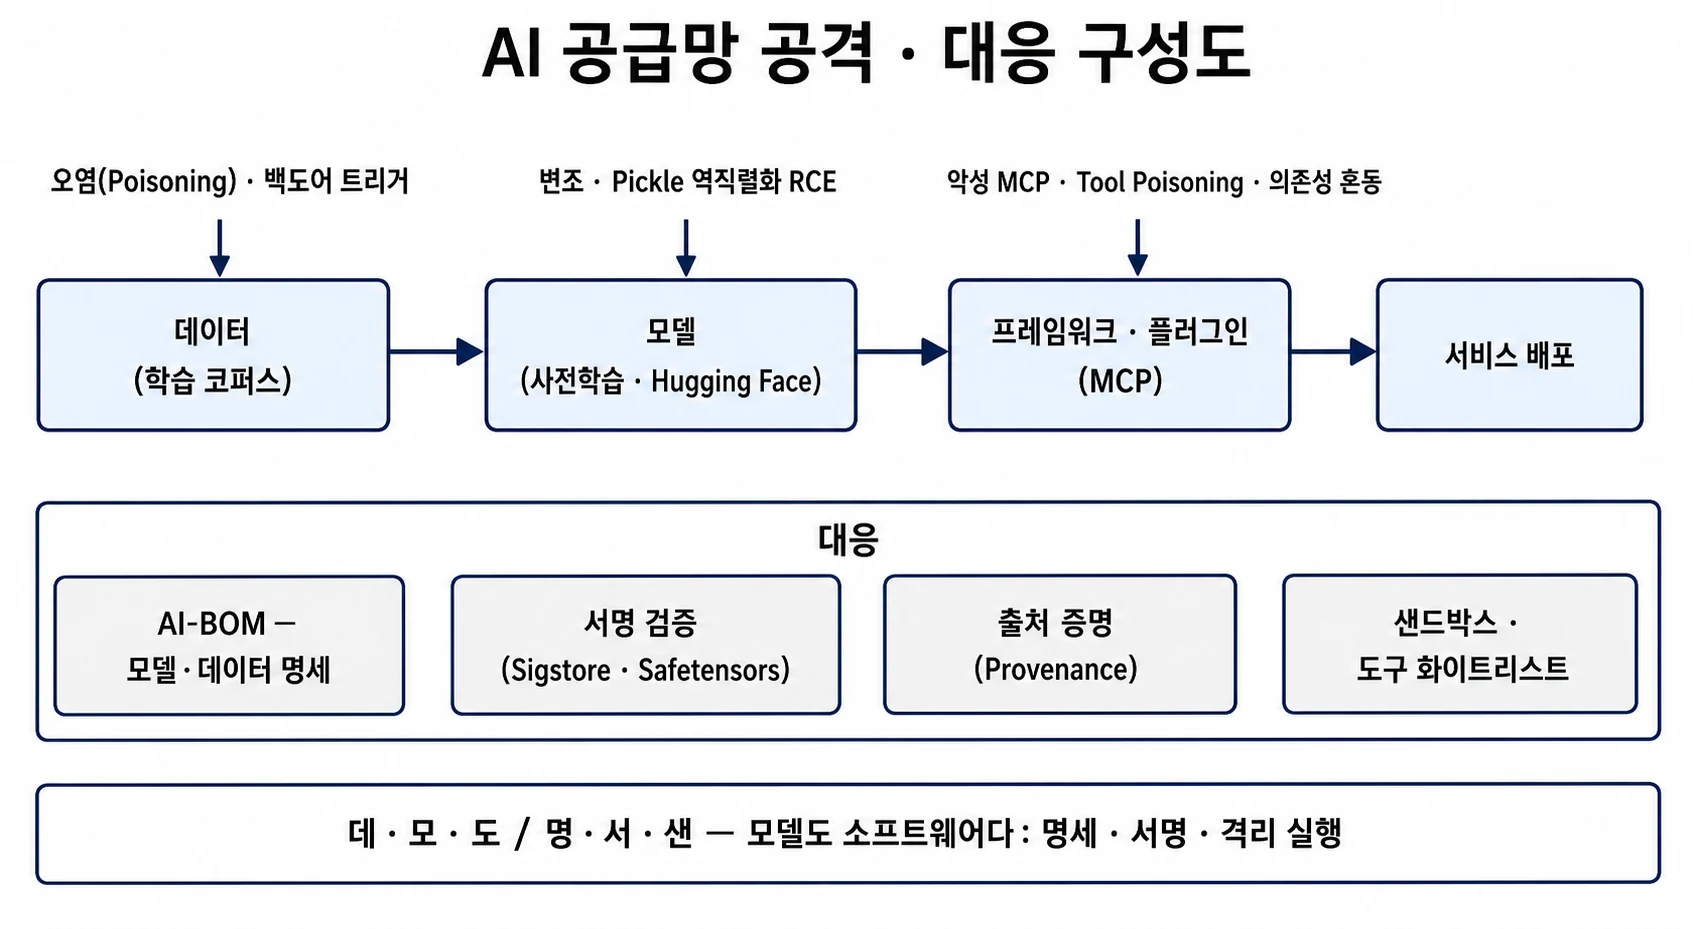 AI 공급망 공격 · 대응 구성도
오염(Poisoning) · 백도어 트리거
변조 · Pickle 역직렬화 RCE
악성 MCP · Tool Poisoning · 의존성 혼동
데이터
(학습 코퍼스)
모델
(사전학습 · Hugging Face)
프레임워크 · 플러그인
(MCP)
서비스 배포
대응
AI-BOM —
모델·데이터 명세
서명 검증
(Sigstore · Safetensors)
출처 증명
(Provenance)
샌드박스 ·
도구 화이트리스트
데 · 모 · 도 / 명 · 서 · 샌 — 모델도 소프트웨어다: 명세 · 서명 · 격리 실행